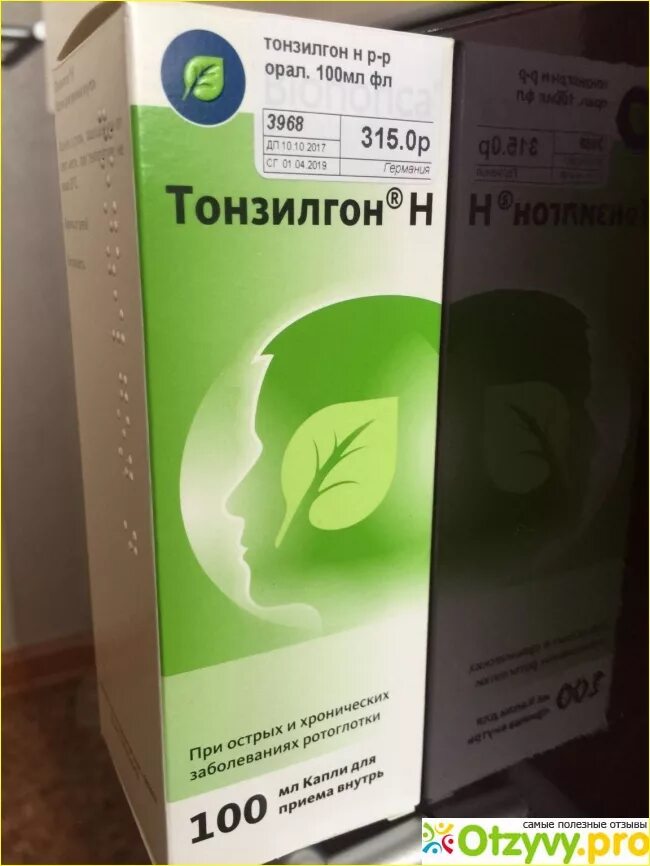 тонзилгон н р-р
орал. 100мл фл
Bionorica
3968
ДП 10.10.2017
СГ 01 04.2019
315.0р
Германия
Тонзилгон® Н
При острых и хронических
заболеваниях ротоглотки
100 мл Капли для
приема внутрь
самые полезные отзывы
Otzyvy.pro